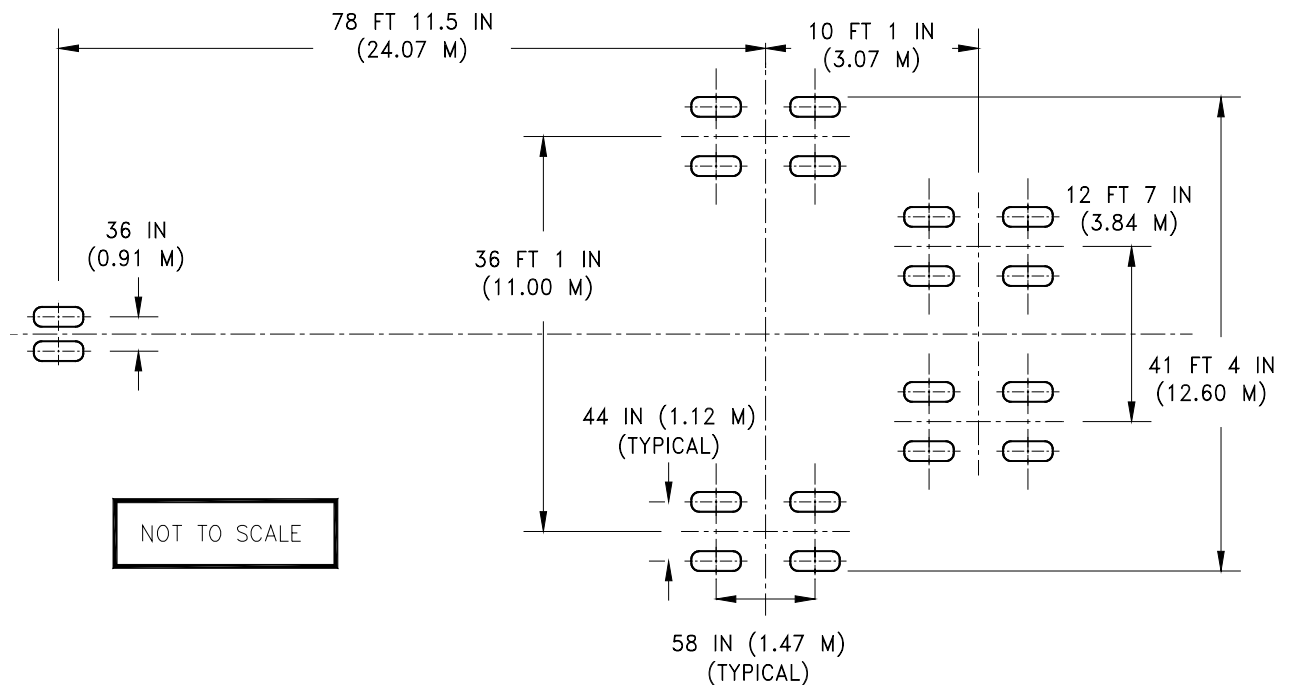 78 FT 11.5 IN
(24.07 M)
10 FT 1 IN
(3.07 M)
12 FT 7 IN
(3.84 M)
36 IN
(0.91 M)
36 FT 1 IN
(11.00 M)
41 FT 4 IN
(12.60 M)
44 IN (1.12 M)
(TYPICAL)
NOT TO SCALE
58 IN (1.47 M)
(TYPICAL)